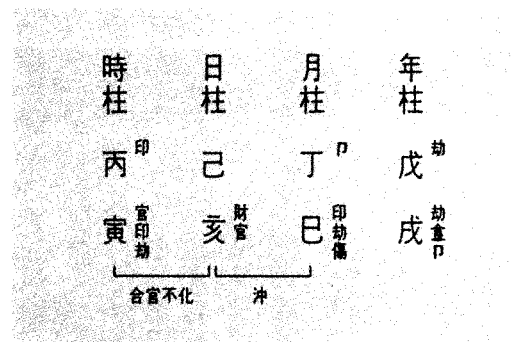 時柱 日柱 月柱 年柱
丙印 己 丁卩 戊劫
寅官印劫 亥財官 巳印劫傷 戌劫食卩
合官不化 沖